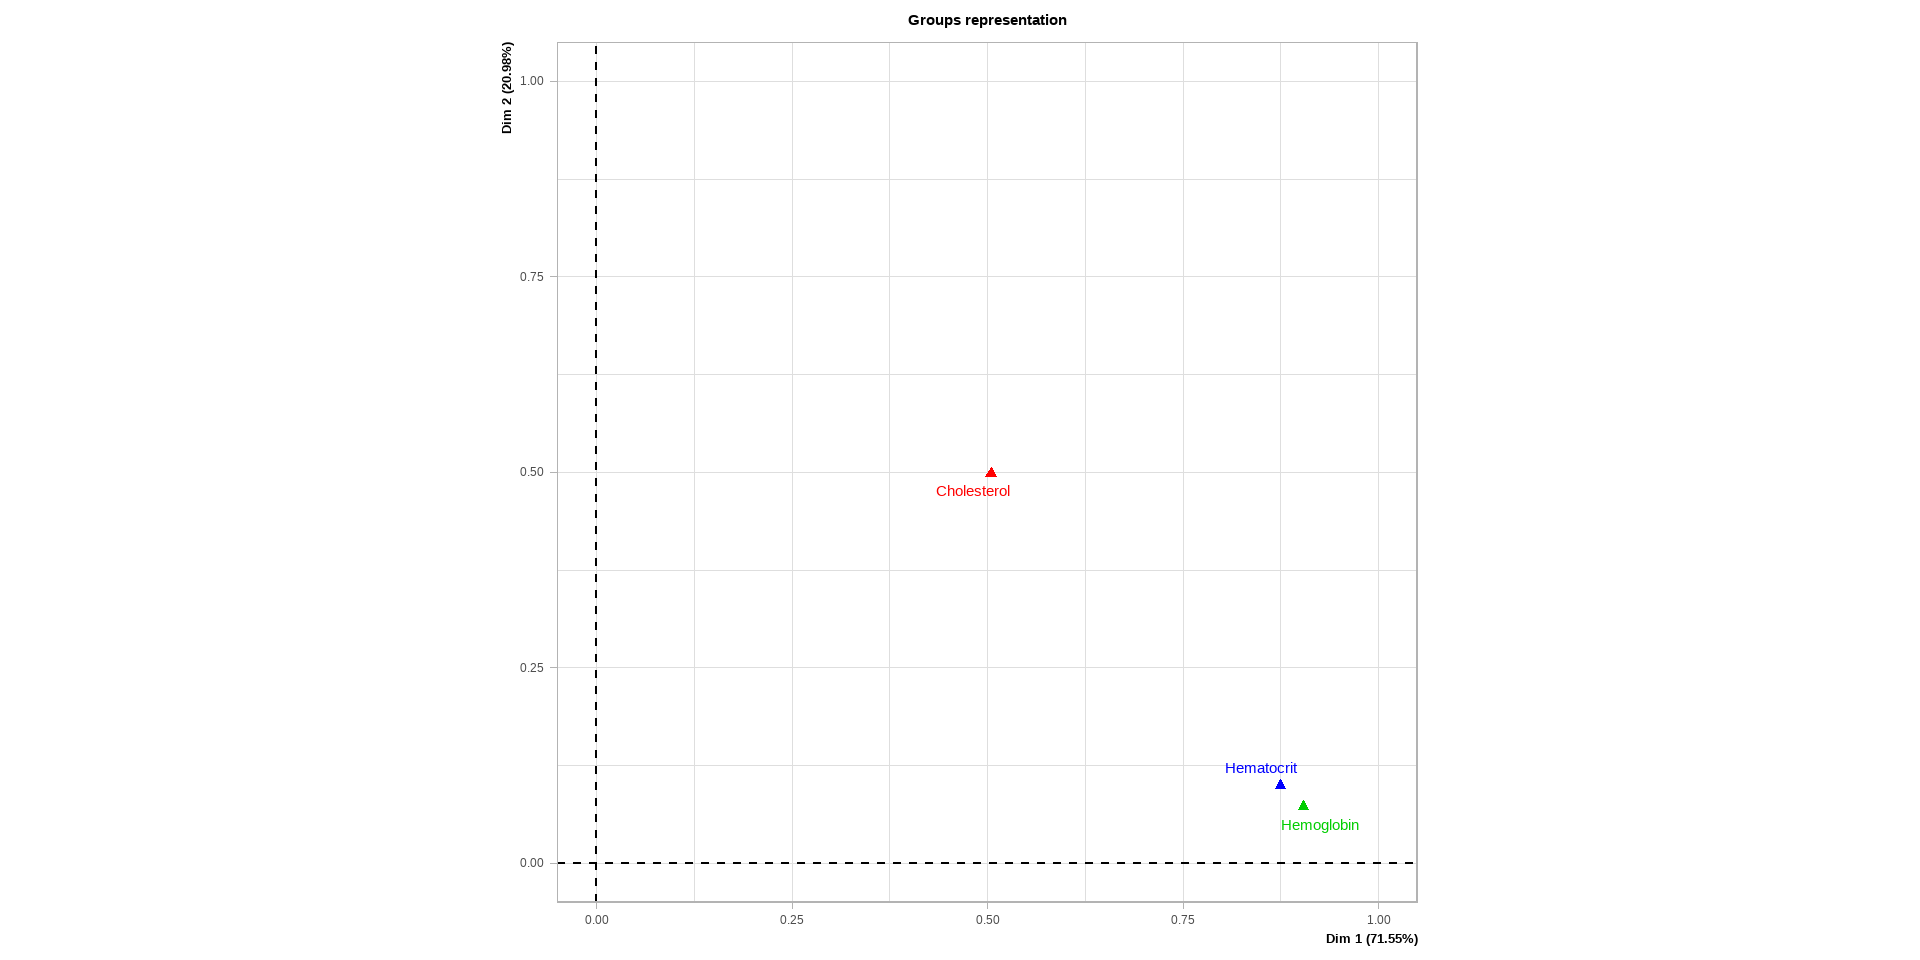 Groups representation
Dim 2 (20.98%)
1.00
0.75
0.50
Cholesterol
0.25
Hematocrit
Hemoglobin
0.00
0.00 0.25 0.50 0.75 1.00
Dim 1 (71.55%)